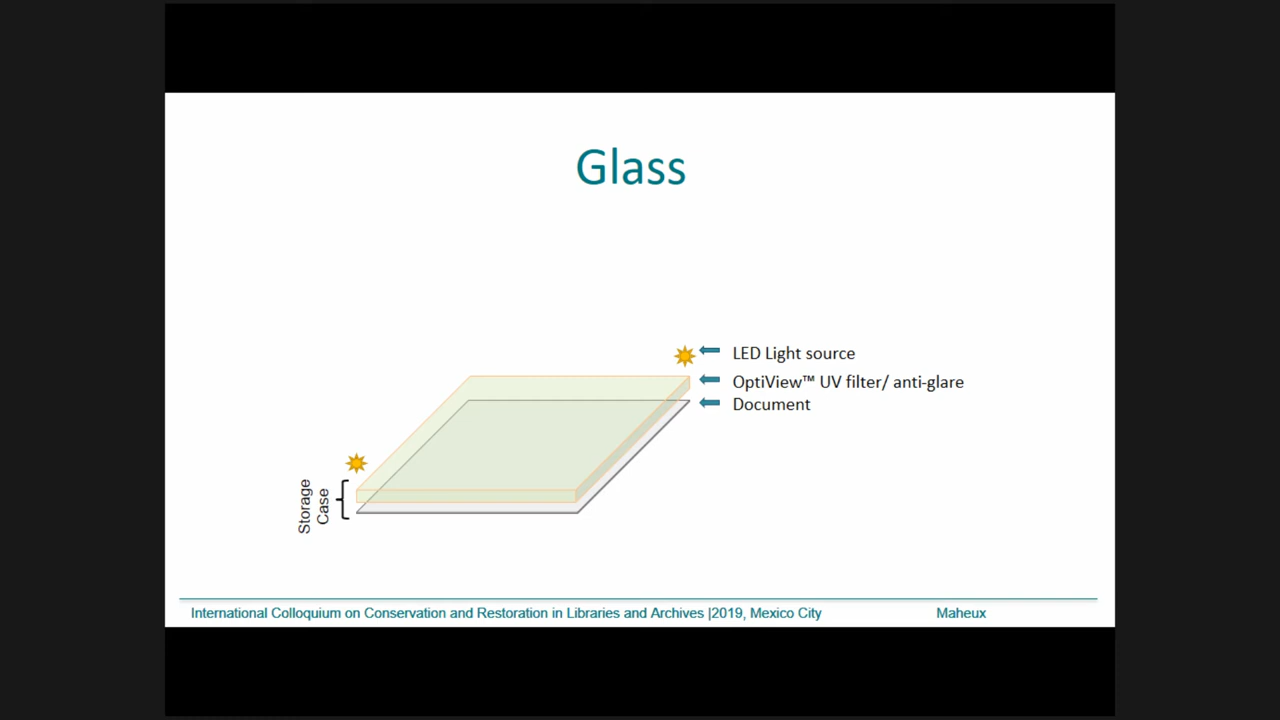 Glass
LED Light source
OptiView™ UV filter/ anti-glare
Document
Storage
Case
International Colloquium on Conservation and Restoration in Libraries and Archives |2019, Mexico City
Maheux